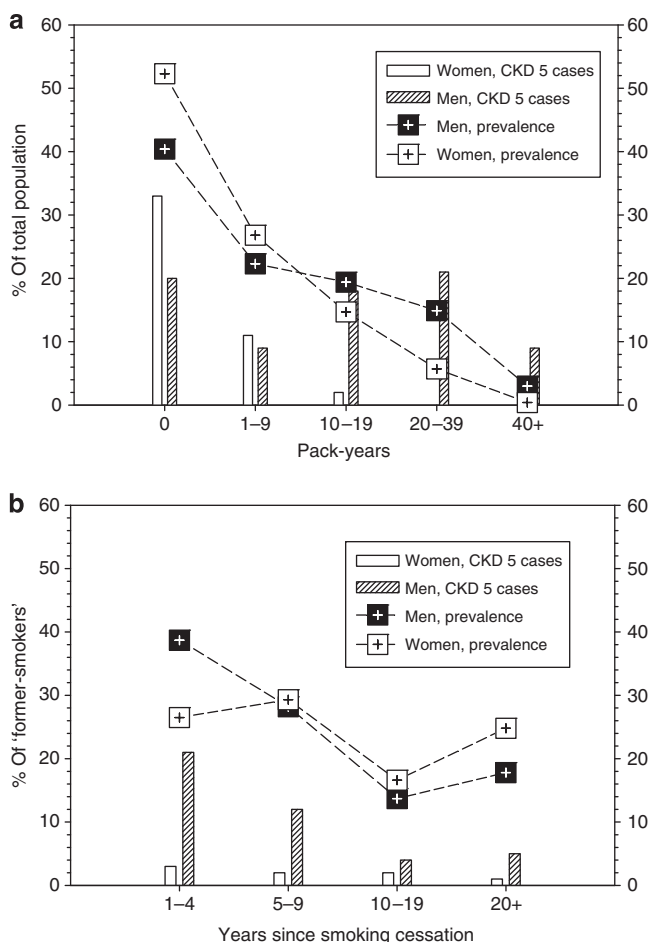 a
60
60
50
50
40
40
30
30
20
20
10
10
0
0
% Of total population
Women, CKD 5 cases
Men, CKD 5 cases
Men, prevalence
Women, prevalence
0 1–9 10–19 20–39 40+
Pack-years
b
60
60
50
50
40
40
30
30
20
20
10
10
0
0
% Of 'former-smokers'
Women, CKD 5 cases
Men, CKD 5 cases
Men, prevalence
Women, prevalence
1–4 5–9 10–19 20+
Years since smoking cessation